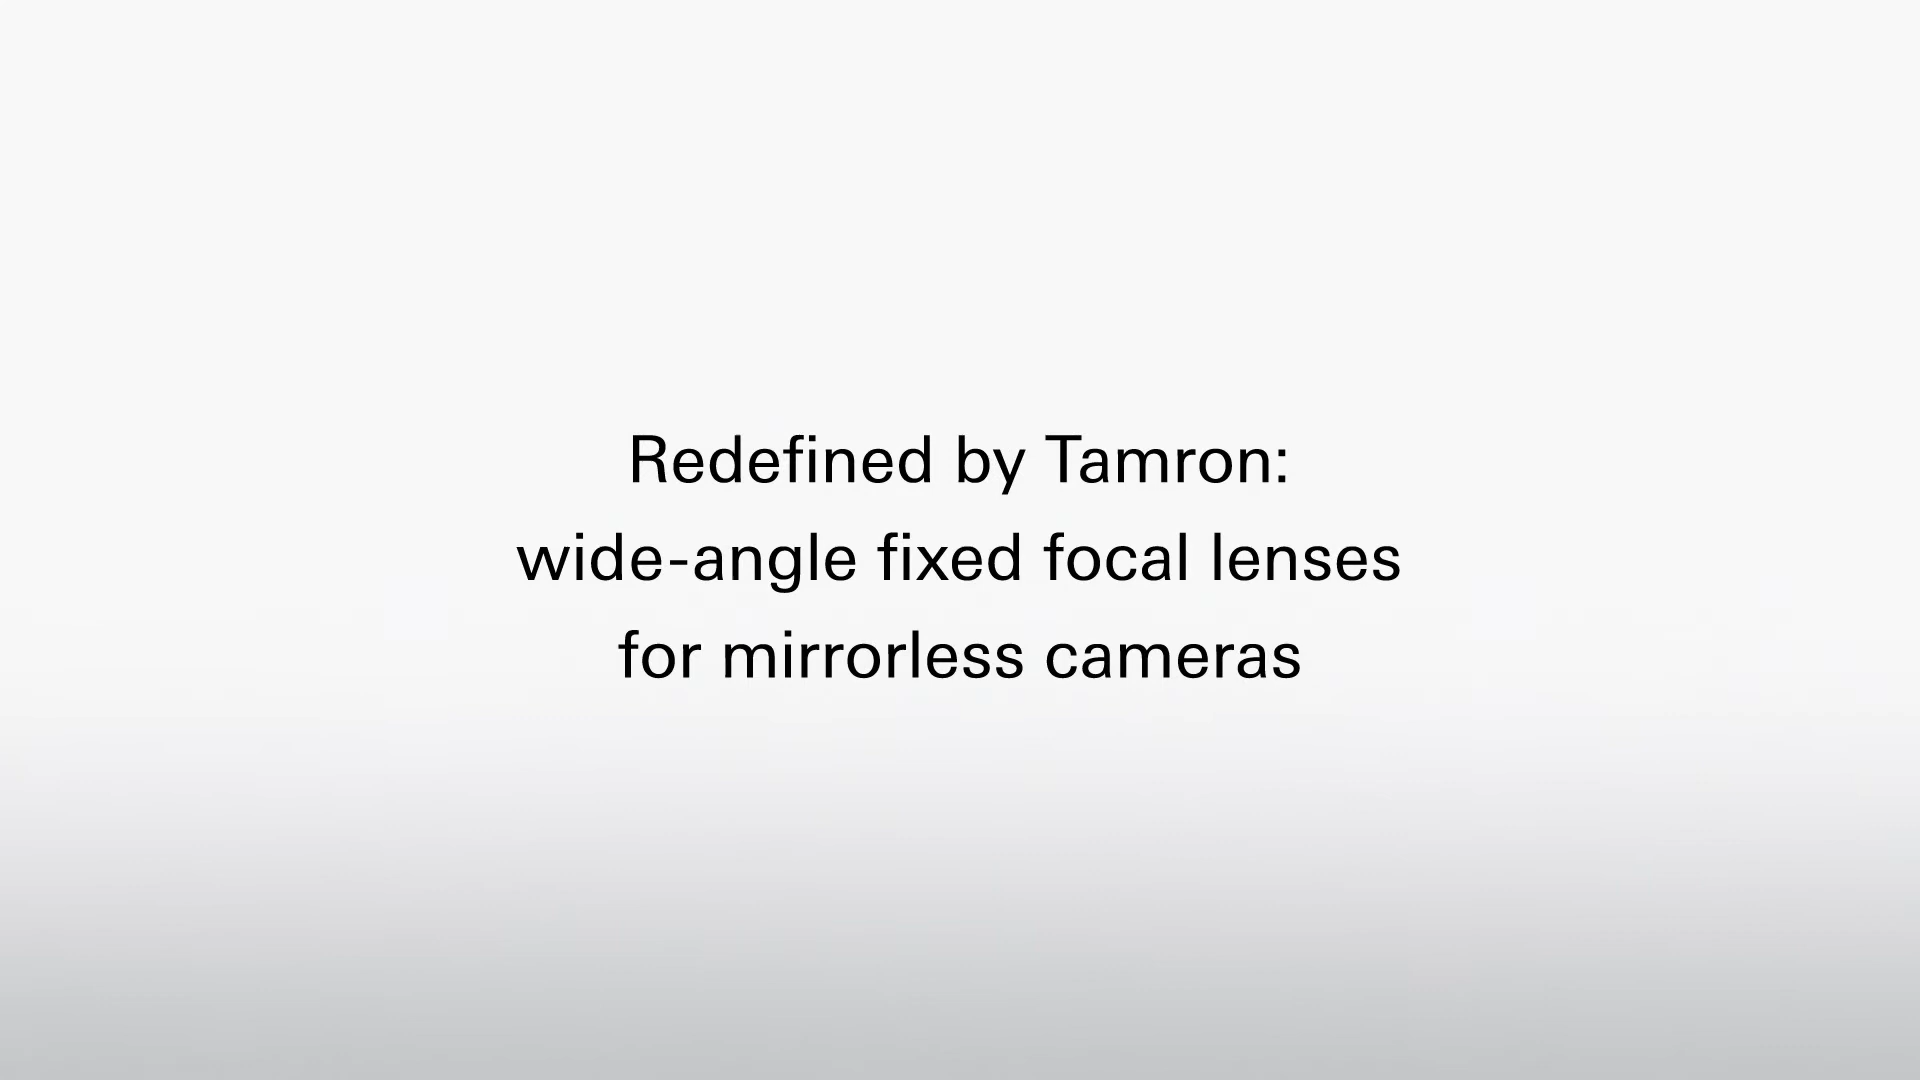 Redefined by Tamron:
wide-angle fixed focal lenses
for mirrorless cameras